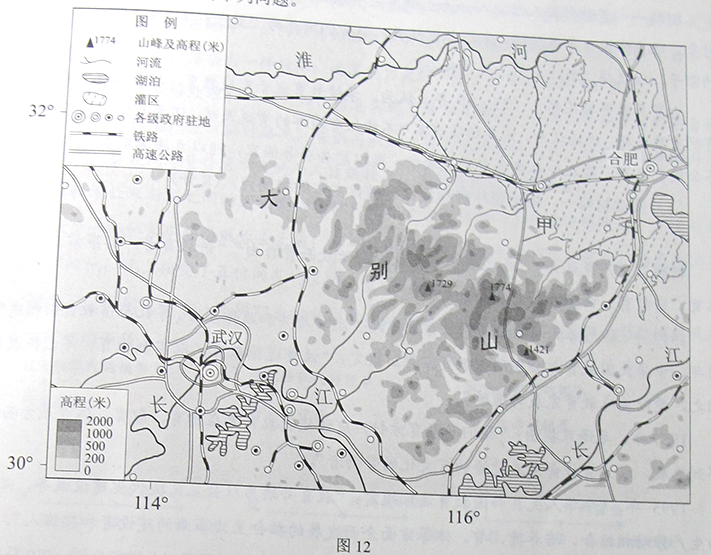 列问题。
图 例
1774 山峰及高程(米)
河流
湖泊
灌区
各级政府驻地
铁路
高速公路
淮
河
32°
合肥
大
甲
别
1729
1774
山
1421
武汉
江
长
江
长
高程(米)
2000
1000
500
200
0
30°
114°
116°
图12